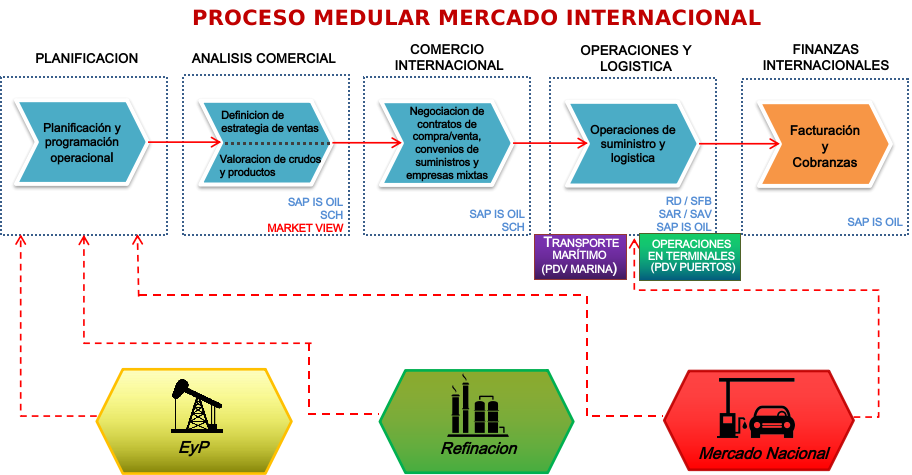 PROCESO MEDULAR MERCADO INTERNACIONAL
PLANIFICACION
ANALISIS COMERCIAL
COMERCIO
INTERNACIONAL
OPERACIONES Y
LOGISTICA
FINANZAS
INTERNACIONALES
Planificación y
programación
operacional
Definicion de
estrategia de ventas
Valoracion de crudos
y productos
Negociacion de
contratos de
compra/venta,
convenios de
suministros y
empresas mixtas
Operaciones de
suministro y
logistica
Facturación
y
Cobranzas
SAP IS OIL
SCH
MARKET VIEW
SAP IS OIL
SCH
RD / SFB
SAR / SAV
SAP IS OIL
SAP IS OIL
TRANSPORTE
MARÍTIMO
(PDV MARINA)
OPERACIONES
EN TERMINALES
(PDV PUERTOS)
EyP
Refinacion
Mercado Nacional